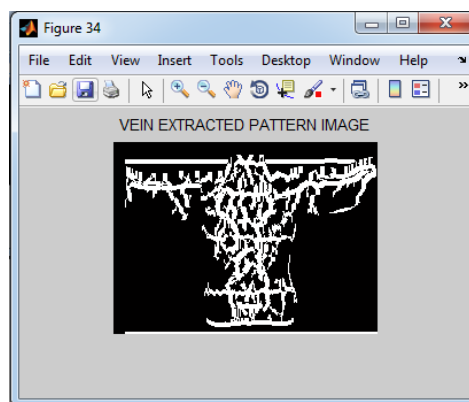 Figure 34
File Edit View Insert Tools Desktop Window Help
VEIN EXTRACTED PATTERN IMAGE